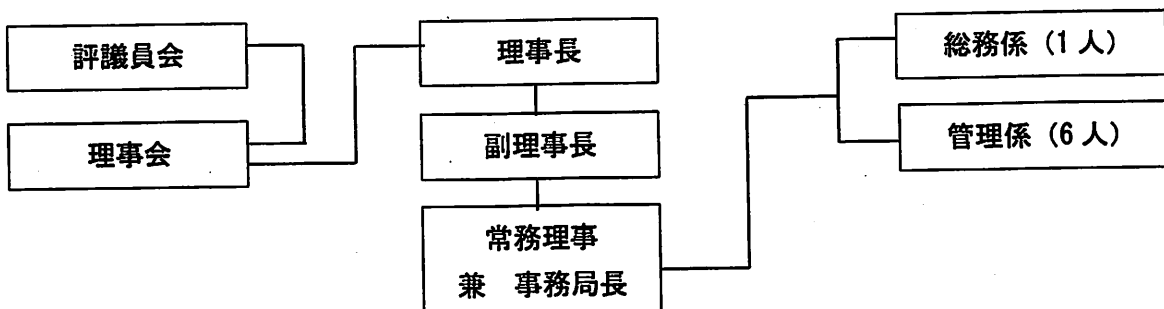 評議員会
理事会
理事長
副理事長
常務理事
兼　事務局長
総務係（1人）
管理係（6人）